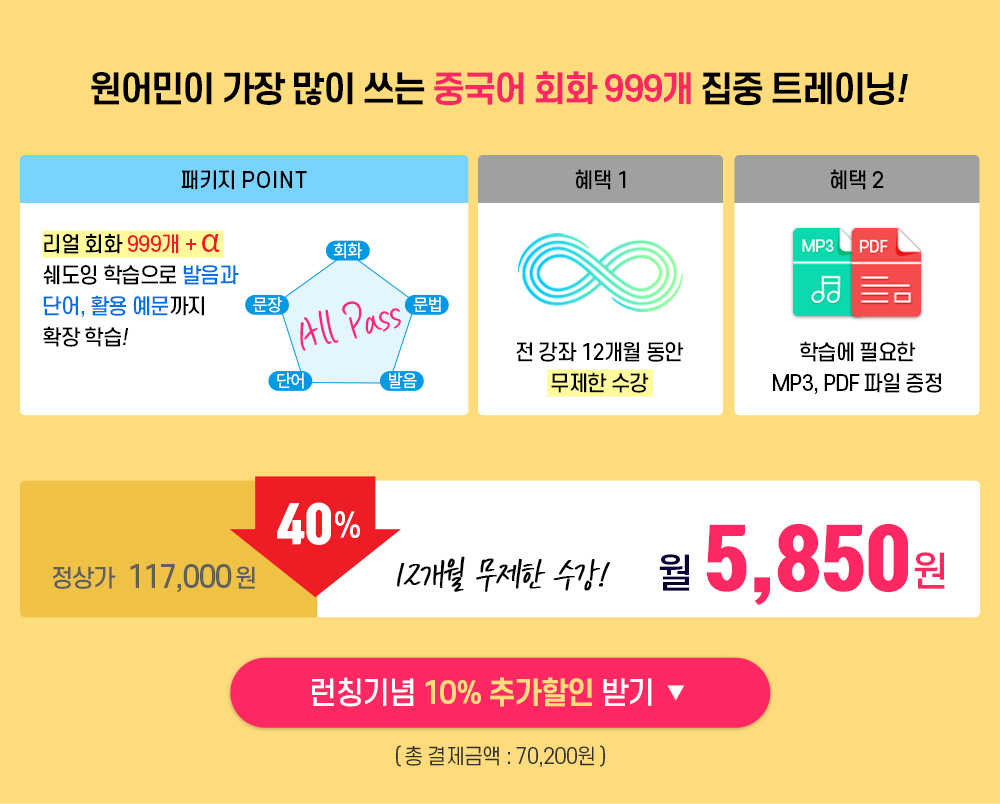 원어민이 가장 많이 쓰는 중국어 회화 999개 집중 트레이닝!
패키지 POINT
리얼 회화 999개 + α
쉐도잉 학습으로 발음과
단어, 활용 예문까지
확장 학습!
회화
문장
문법
All Pass
단어
발음
혜택 1
전 강좌 12개월 동안
무제한 수강
혜택 2
MP3
PDF
학습에 필요한
MP3, PDF 파일 증정
정상가 117,000원
40%
12개월 무제한 수강!
월 5,850원
런칭기념 10% 추가할인 받기 ▼
( 총 결제금액 : 70,200원 )